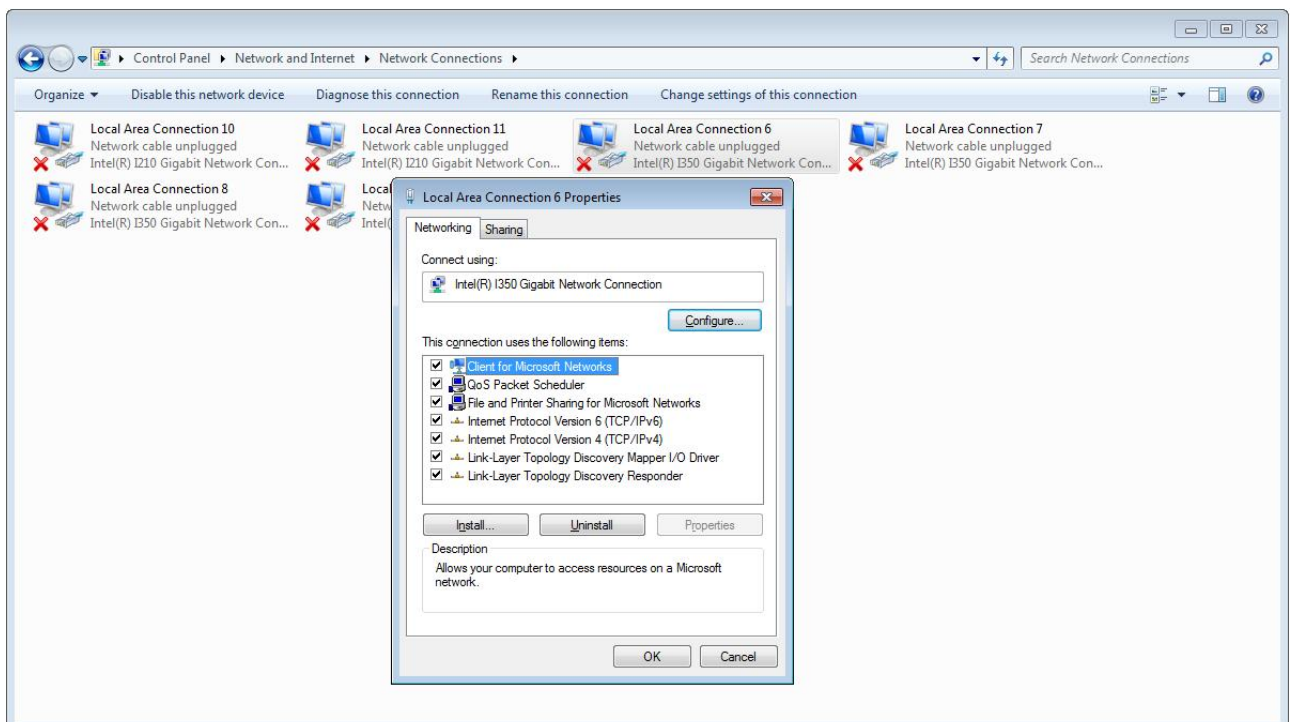 Control Panel Network and Internet Network Connections
Search Network Connections
Organize Disable this network device Diagnose this connection Rename this connection Change settings of this connection
Local Area Connection 10
Network cable unplugged
Intel(R) I210 Gigabit Network Con...
Local Area Connection 11
Network cable unplugged
Intel(R) I210 Gigabit Network Con...
Local Area Connection 6
Network cable unplugged
Intel(R) I350 Gigabit Network Con...
Local Area Connection 7
Network cable unplugged
Intel(R) I350 Gigabit Network Con...
Local Area Connection 8
Network cable unplugged
Intel(R) I350 Gigabit Network Con...
Local
Netw
Intel(
Local Area Connection 6 Properties
Networking Sharing
Connect using:
Intel(R) I350 Gigabit Network Connection
Configure...
This connection uses the following items:
Client for Microsoft Networks
QoS Packet Scheduler
File and Printer Sharing for Microsoft Networks
Internet Protocol Version 6 (TCP/IPv6)
Internet Protocol Version 4 (TCP/IPv4)
Link-Layer Topology Discovery Mapper I/O Driver
Link-Layer Topology Discovery Responder
Install... Uninstall Properties
Description
Allows your computer to access resources on a Microsoft
network.
OK Cancel